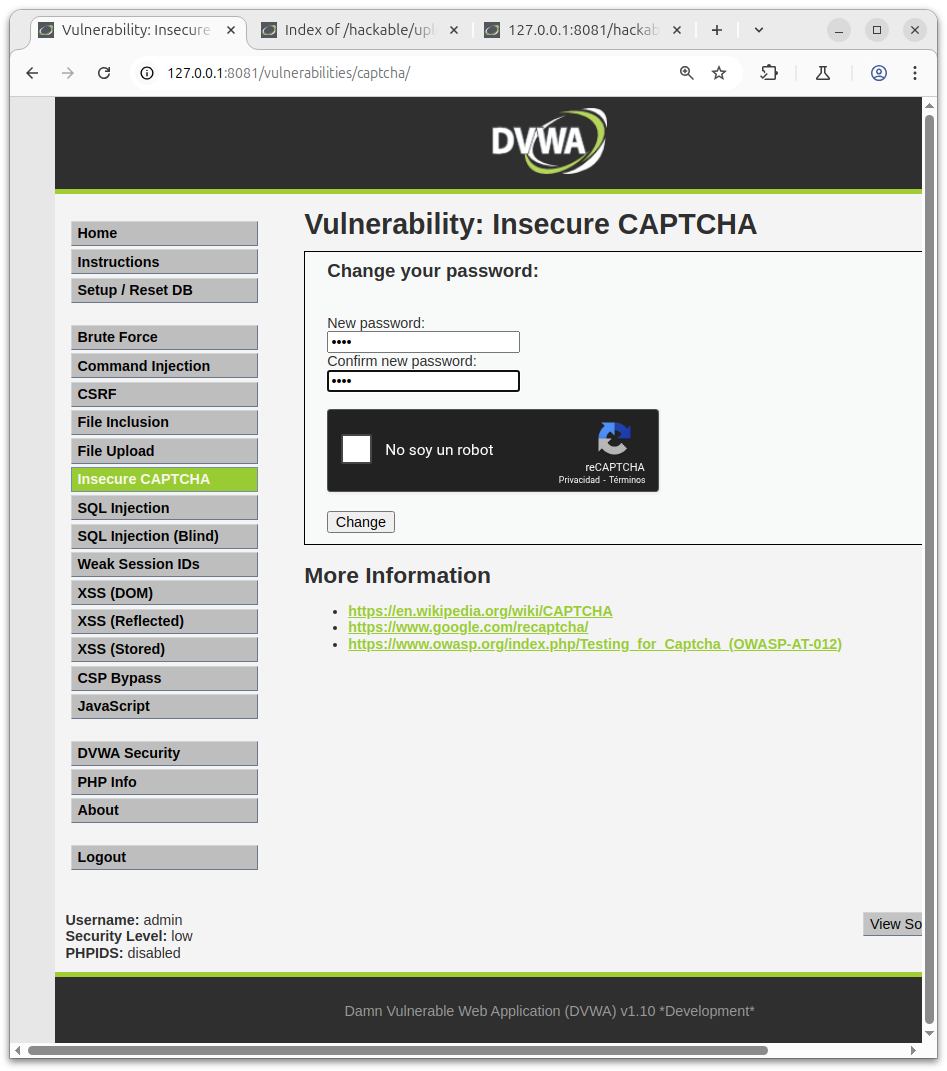 Vulnerability: Insecure
Index of /hackable/upl
127.0.0.1:8081/hackab
127.0.0.1:8081/vulnerabilities/captcha/
DVWA
Home
Instructions
Setup / Reset DB
Brute Force
Command Injection
CSRF
File Inclusion
File Upload
Insecure CAPTCHA
SQL Injection
SQL Injection (Blind)
Weak Session IDs
XSS (DOM)
XSS (Reflected)
XSS (Stored)
CSP Bypass
JavaScript
DVWA Security
PHP Info
About
Logout
Vulnerability: Insecure CAPTCHA
Change your password:
New password:
••••
Confirm new password:
••••
No soy un robot
reCAPTCHA
Privacidad - Términos
Change
More Information
https://en.wikipedia.org/wiki/CAPTCHA
https://www.google.com/recaptcha/
https://www.owasp.org/index.php/Testing_for_Captcha_(OWASP-AT-012)
Username: admin
Security Level: low
PHPIDS: disabled
View So
Damn Vulnerable Web Application (DVWA) v1.10 *Development*